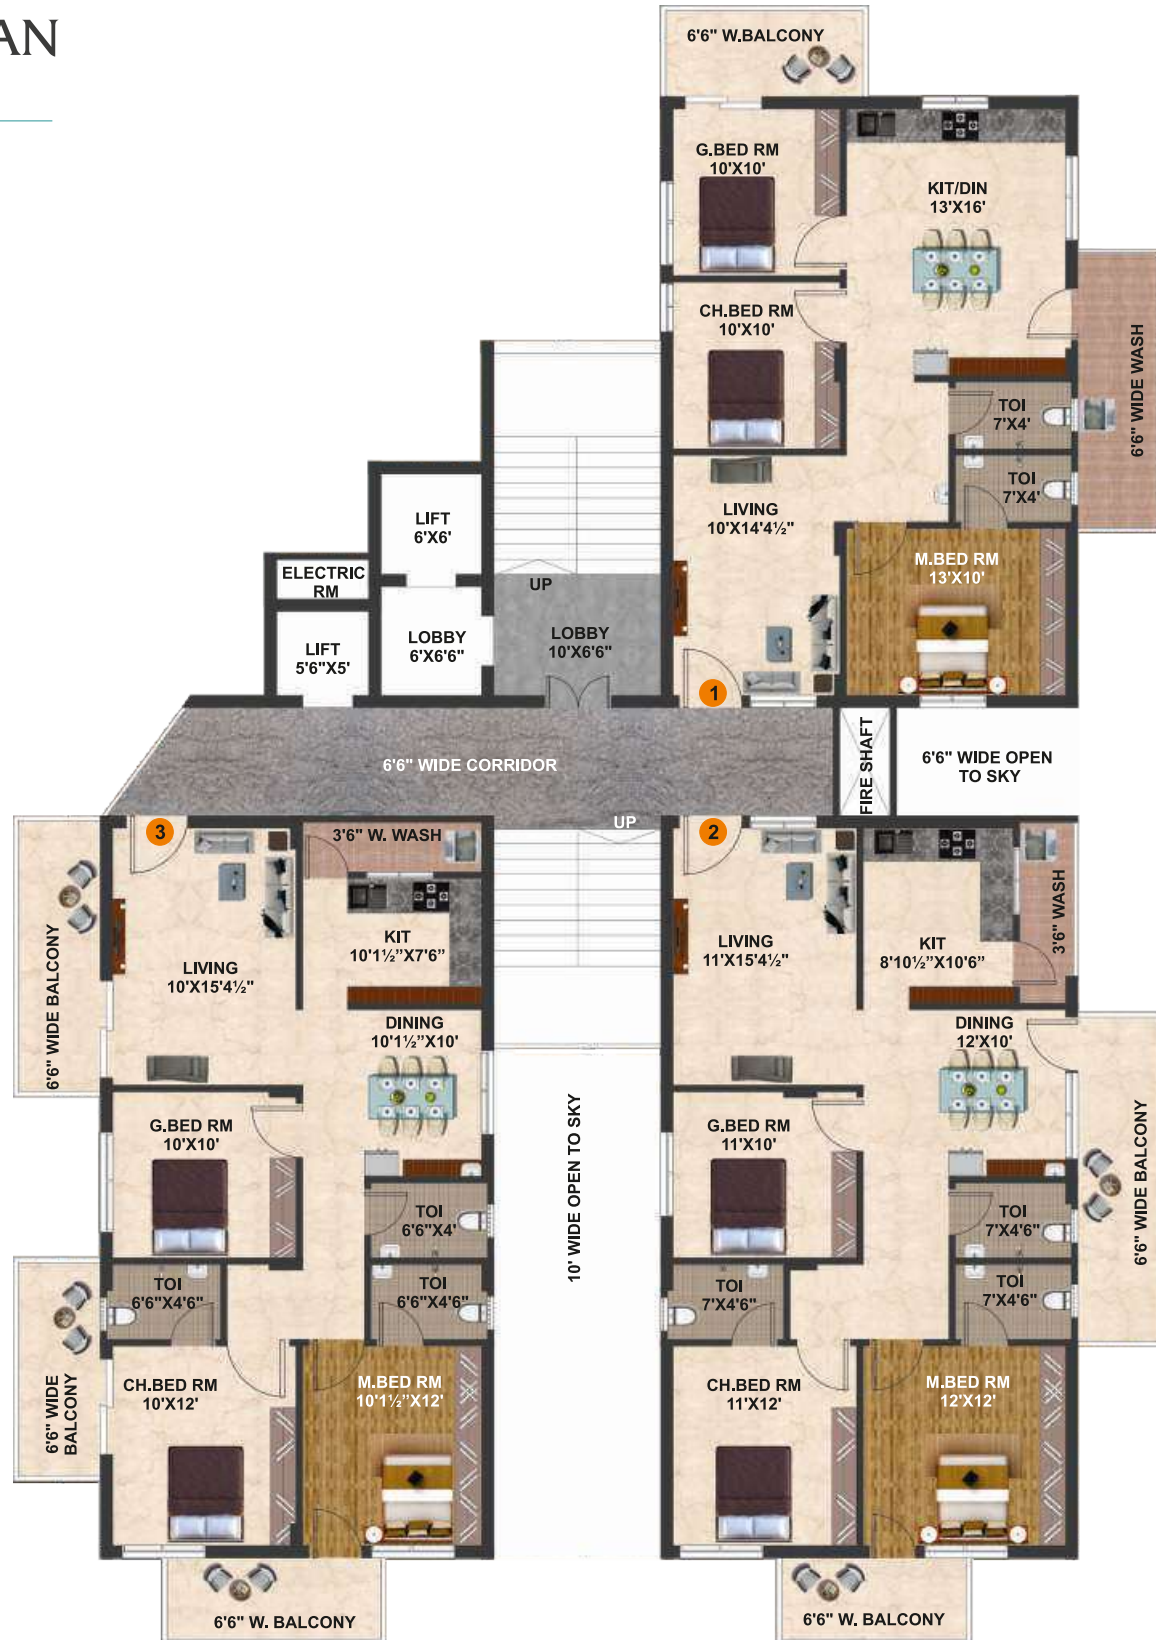 AN
6'6" W.BALCONY
G.BED RM
10'X10'
KIT/DIN
13'X16'
CH.BED RM
10'X10'
6'6" WIDE WASH
TOI
7'X4'
TOI
7'X4'
LIVING
10'X14'4½"
M.BED RM
13'X10'
LIFT
6'X6'
ELECTRIC
RM
UP
LOBBY
6'X6'6"
LOBBY
10'X6'6"
LIFT
5'6"X5'
1
6'6" WIDE CORRIDOR
FIRE SHAFT
6'6" WIDE OPEN
TO SKY
3
3'6" W. WASH
UP
2
6'6" WIDE BALCONY
LIVING
10'X15'4½"
KIT
10'1½”X7'6”
DINING
10'1½”X10'
LIVING
11'X15'4½"
KIT
8'10½”X10'6”
3'6" WASH
DINING
12'X10'
G.BED RM
10'X10'
10' WIDE OPEN TO SKY
G.BED RM
11'X10'
6'6" WIDE BALCONY
TOI
6'6"X4'
TOI
7'X4'6"
TOI
6'6"X4'6"
TOI
6'6"X4'6"
TOI
7'X4'6"
TOI
7'X4'6"
6'6" WIDE
BALCONY
CH.BED RM
10'X12'
M.BED RM
10'1½”X12'
CH.BED RM
11'X12'
M.BED RM
12'X12'
6'6" W. BALCONY
6'6" W. BALCONY